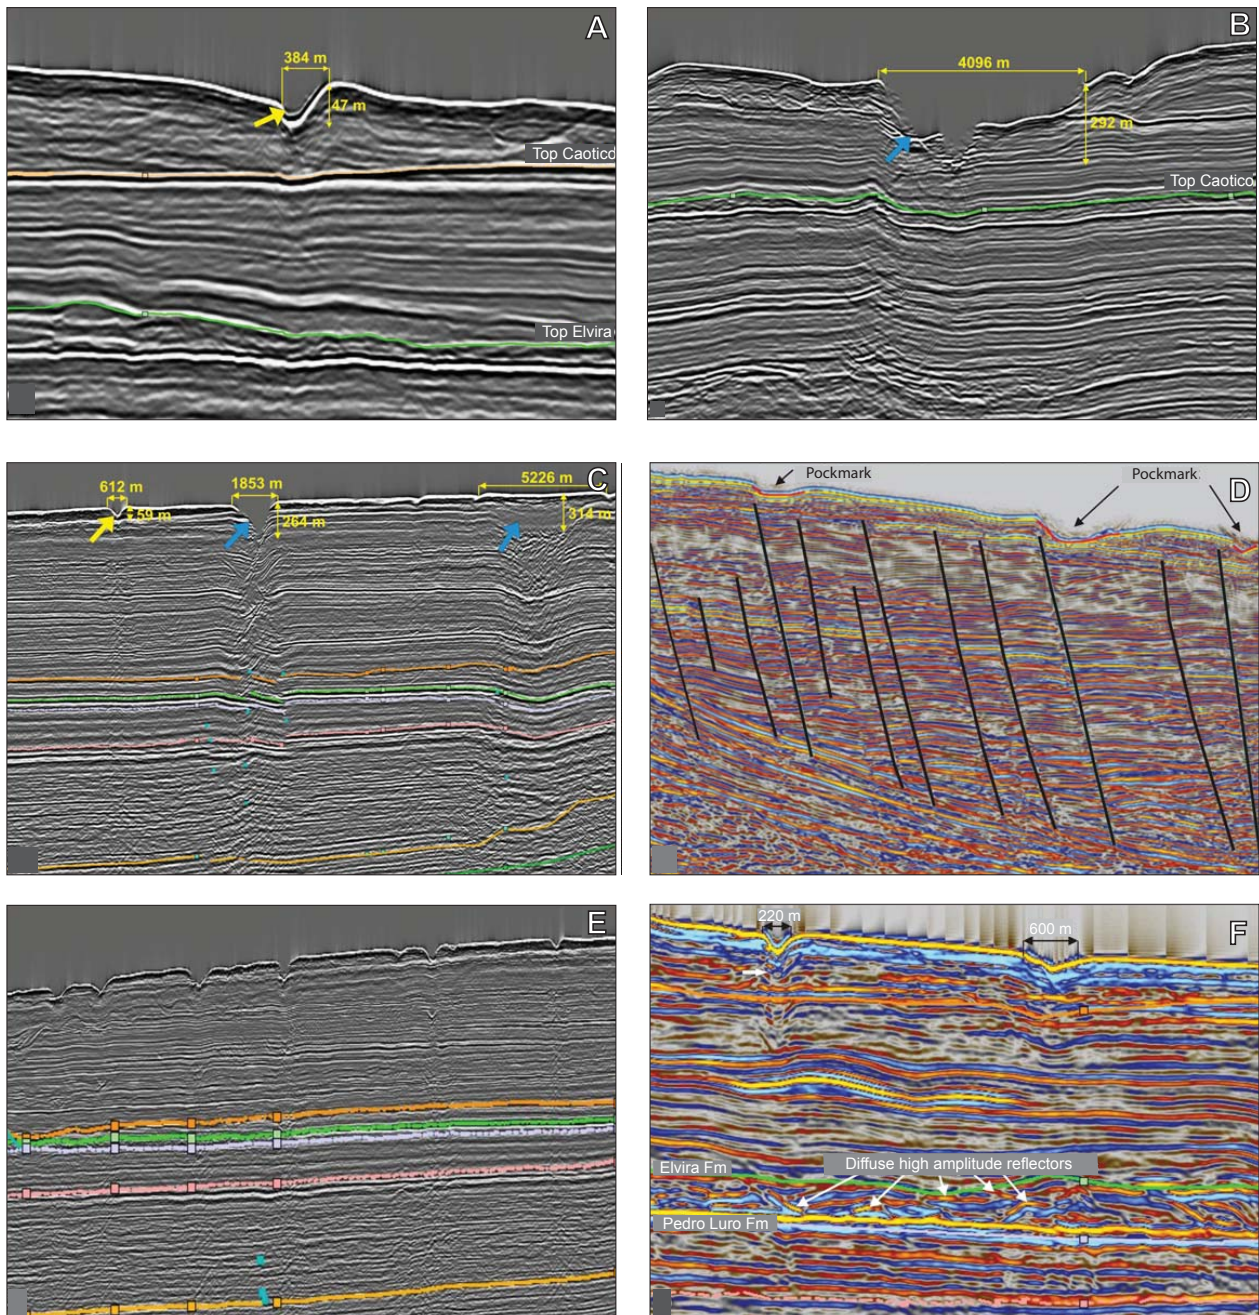 A
384 m
47 m
Top Caotico
Top Elvira
B
4096 m
292 m
Top Caotico
C
612 m
59 m
1853 m
264 m
5226 m
314 m
D
Pockmark
Pockmark
E
F
220 m
600 m
Elvira Fm
Diffuse high amplitude reflectors
Pedro Luro Fm